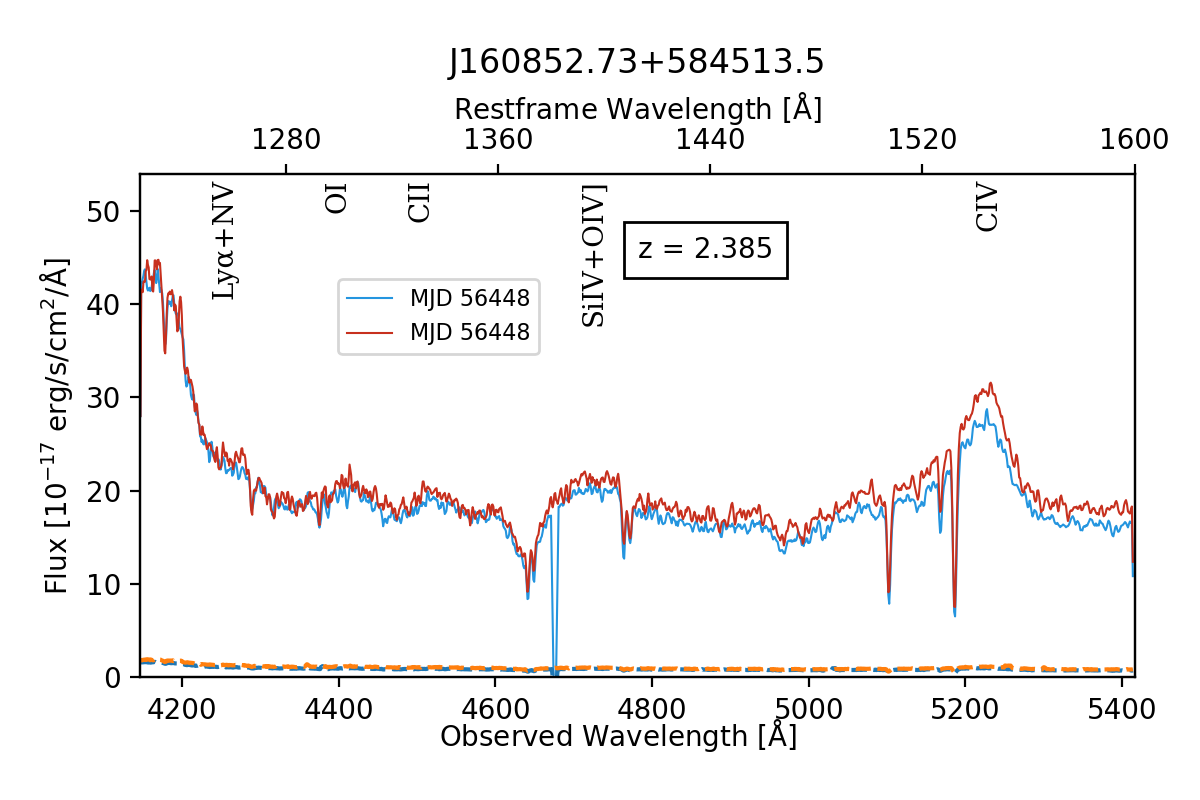 J160852.73+584513.5
Restframe Wavelength [Å]
1280 1360 1440 1520 1600
Lyα+NV
OI
CII
SiIV+OIV]
CIV
z = 2.385
MJD 56448
MJD 56448
Flux [10⁻¹⁷ erg/s/cm²/Å]
50
40
30
20
10
0
4200 4400 4600 4800 5000 5200 5400
Observed Wavelength [Å]